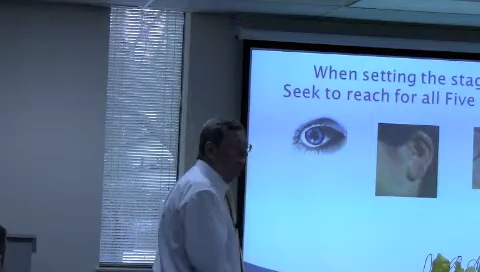 When setting the stag
Seek to reach for all Five